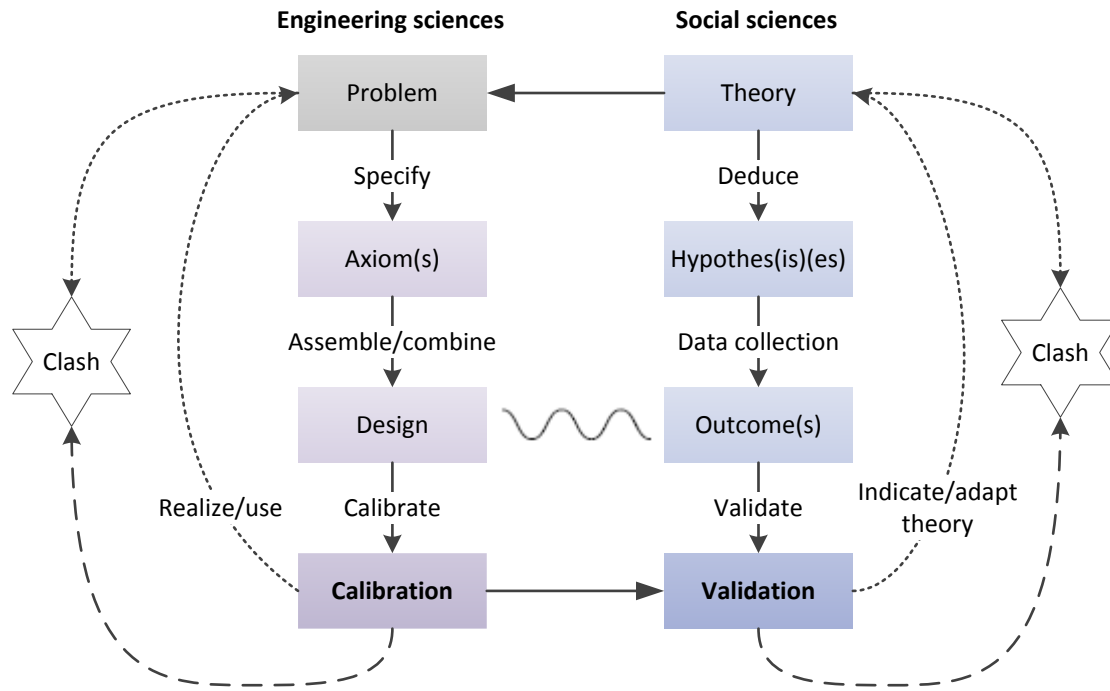 Engineering sciences
Social sciences
Problem
Theory
Specify
Deduce
Axiom(s)
Hypothes(is)(es)
Clash
Assemble/combine
Data collection
Clash
Design
Outcome(s)
Realize/use
Calibrate
Validate
Indicate/adapt
theory
Calibration
Validation